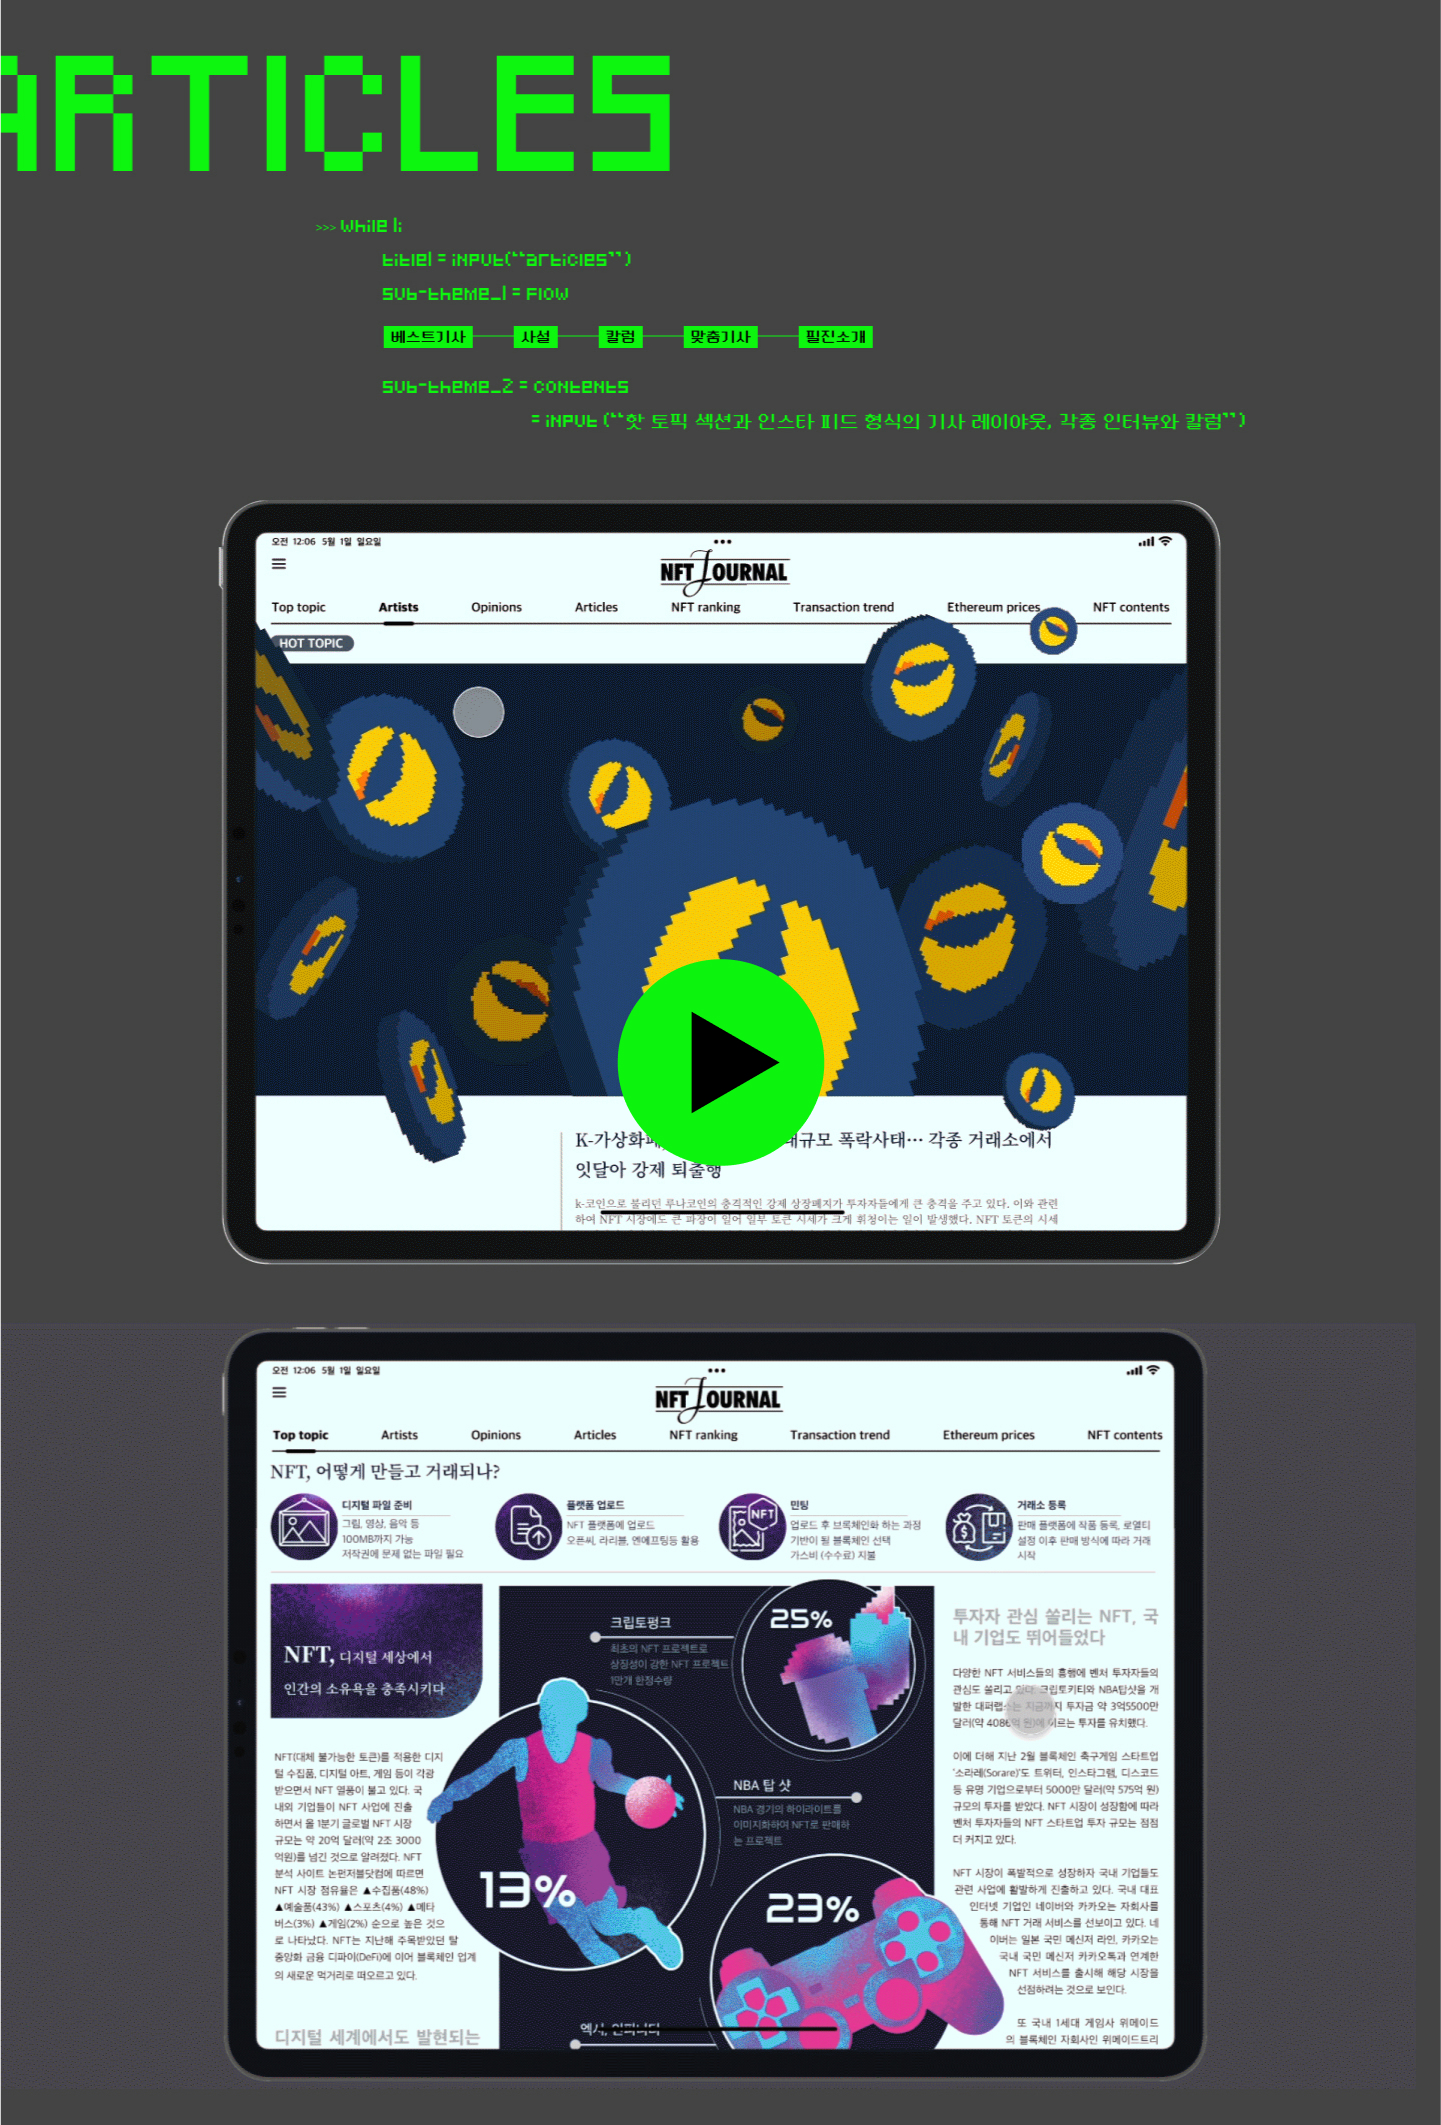 ARTICLES
>>> while 1:
title1 = input(“articles”)
sub-theme_1 = flow
베스트기사 사설 칼럼 맞춤기사 필진소개
sub-theme_2 = contents
= input (“핫 토픽 섹션과 인스타 피드 형식의 기사 레이아웃, 각종 인터뷰와 칼럼”)
오전 12:06 5월 1일 일요일
NFT JOURNAL
Top topic Artists Opinions Articles NFT ranking Transaction trend Ethereum prices NFT contents
HOT TOPIC
K-가상화폐 대규모 폭락사태… 각종 거래소에서
잇달아 강제 퇴출행
k-코인으로 불리던 루나코인의 충격적인 강제 상장폐지가 투자자들에게 큰 충격을 주고 있다. 이와 관련
하여 NFT 시장에도 큰 파장이 일어 일부 토큰 시세가 크게 휘청이는 일이 발생했다. NFT 토큰의 시세
오전 12:06 5월 1일 일요일
NFT JOURNAL
Top topic Artists Opinions Articles NFT ranking Transaction trend Ethereum prices NFT contents
NFT, 어떻게 만들고 거래되나?
디지털 파일 준비
그림, 영상, 음악 등
100MB까지 가능
저작권에 문제 없는 파일 필요
플랫폼 업로드
NFT 플랫폼에 업로드
오픈씨, 라리블, 엔에프팅등 활용
민팅
업로드 후 브록체인화 하는 과정
기반이 될 블록체인 선택
가스비 (수수료) 지불
거래소 등록
판매 플랫폼에 작품 등록, 로열티
설정 이후 판매 방식에 따라 거래
시작
NFT
NFT, 디지털 세상에서
인간의 소유욕을 충족시키다
NFT(대체 불가능한 토큰)를 적용한 디지
털 수집품, 디지털 아트, 게임 등이 각광
받으면서 NFT 열풍이 불고 있다. 국
내외 기업들이 NFT 사업에 진출
하면서 올 1분기 글로벌 NFT 시장
규모는 약 20억 달러(약 2조 3000
억원)를 넘긴 것으로 알려졌다. NFT
분석 사이트 논펀저블닷컴에 따르면
NFT 시장 점유율은 ▲수집품(48%)
▲예술품(43%) ▲스포츠(4%) ▲메타
버스(3%) ▲게임(2%) 순으로 높은 것으
로 나타났다. NFT는 지난해 주목받았던 탈
중앙화 금융 디파이(DeFi)에 이어 블록체인 업계
의 새로운 먹거리로 떠오르고 있다.
디지털 세계에서도 발현되는
크립토펑크
최초의 NFT 프로젝트로
상징성이 강한 NFT 프로젝트
1만개 한정수량
25%
NBA 탑 샷
NBA 경기의 하이라이트를
이미지화하여 NFT로 판매하
는 프로젝트
13%
23%
엑시, 인피니티
투자자 관심 쏠리는 NFT, 국
내 기업도 뛰어들었다
다양한 NFT 서비스들의 흥행에 벤처 투자자들의
관심도 쏠리고 있다. 크립토키티와 NBA탑샷을 개
발한 대퍼랩스는 지금까지 투자금 약 3억5500만
달러(약 4086억 원)에 이르는 투자를 유치했다.
이에 더해 지난 2월 블록체인 축구게임 스타트업
‘소라레(Sorare)’도 트위터, 인스타그램, 디스코드
등 유명 기업으로부터 5000만 달러(약 575억 원)
규모의 투자를 받았다. NFT 시장이 성장함에 따라
벤처 투자자들의 NFT 스타트업 투자 규모는 점점
더 커지고 있다.
NFT 시장이 폭발적으로 성장하자 국내 기업들도
관련 사업에 활발하게 진출하고 있다. 국내 대표
인터넷 기업인 네이버와 카카오는 자회사를
통해 NFT 거래 서비스를 선보이고 있다. 네
이버는 일본 국민 메신저 라인, 카카오는
국내 국민 메신저 카카오톡과 연계한
NFT 서비스를 출시해 해당 시장을
선점하려는 것으로 보인다.
또 국내 1세대 게임사 위메이드
의 블록체인 자회사인 위메이드트리